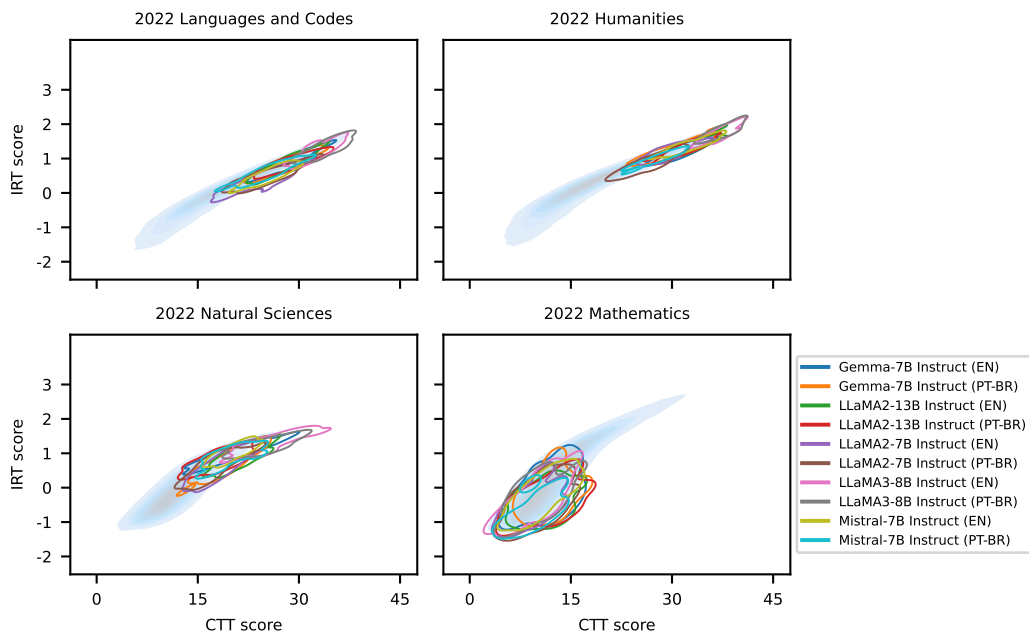 2022 Languages and Codes
2022 Humanities
3
2
1
0
-1
-2
IRT score
2022 Natural Sciences
2022 Mathematics
3
2
1
0
-1
-2
IRT score
0 15 30 45
0 15 30 45
CTT score
CTT score
Gemma-7B Instruct (EN)
Gemma-7B Instruct (PT-BR)
LLaMA2-13B Instruct (EN)
LLaMA2-13B Instruct (PT-BR)
LLaMA2-7B Instruct (EN)
LLaMA2-7B Instruct (PT-BR)
LLaMA3-8B Instruct (EN)
LLaMA3-8B Instruct (PT-BR)
Mistral-7B Instruct (EN)
Mistral-7B Instruct (PT-BR)